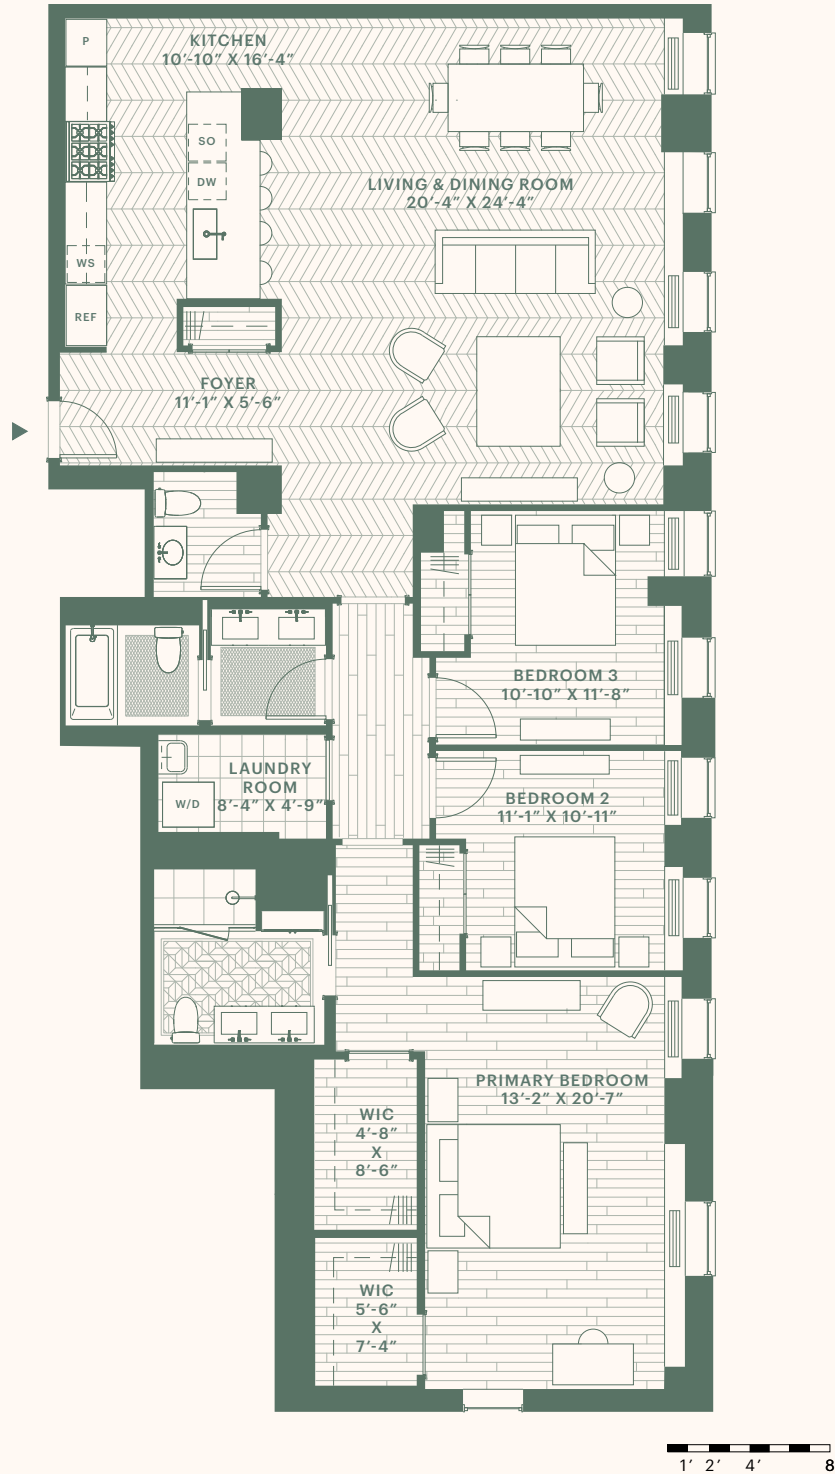 P
KITCHEN
10’-10” X 16’-4”
SO
DW
LIVING & DINING ROOM
20’-4” X 24’-4”
WS
REF
FOYER
11’-1” X 5’-6”
BEDROOM 3
10’-10” X 11’-8”
LAUNDRY
ROOM
8’-4” X 4’-9”
W/D
BEDROOM 2
11’-1” X 10’-11”
PRIMARY BEDROOM
13’-2” X 20’-7”
WIC
4’-8”
X
8’-6”
WIC
5’-6”
X
7’-4”
1’ 2’ 4’ 8